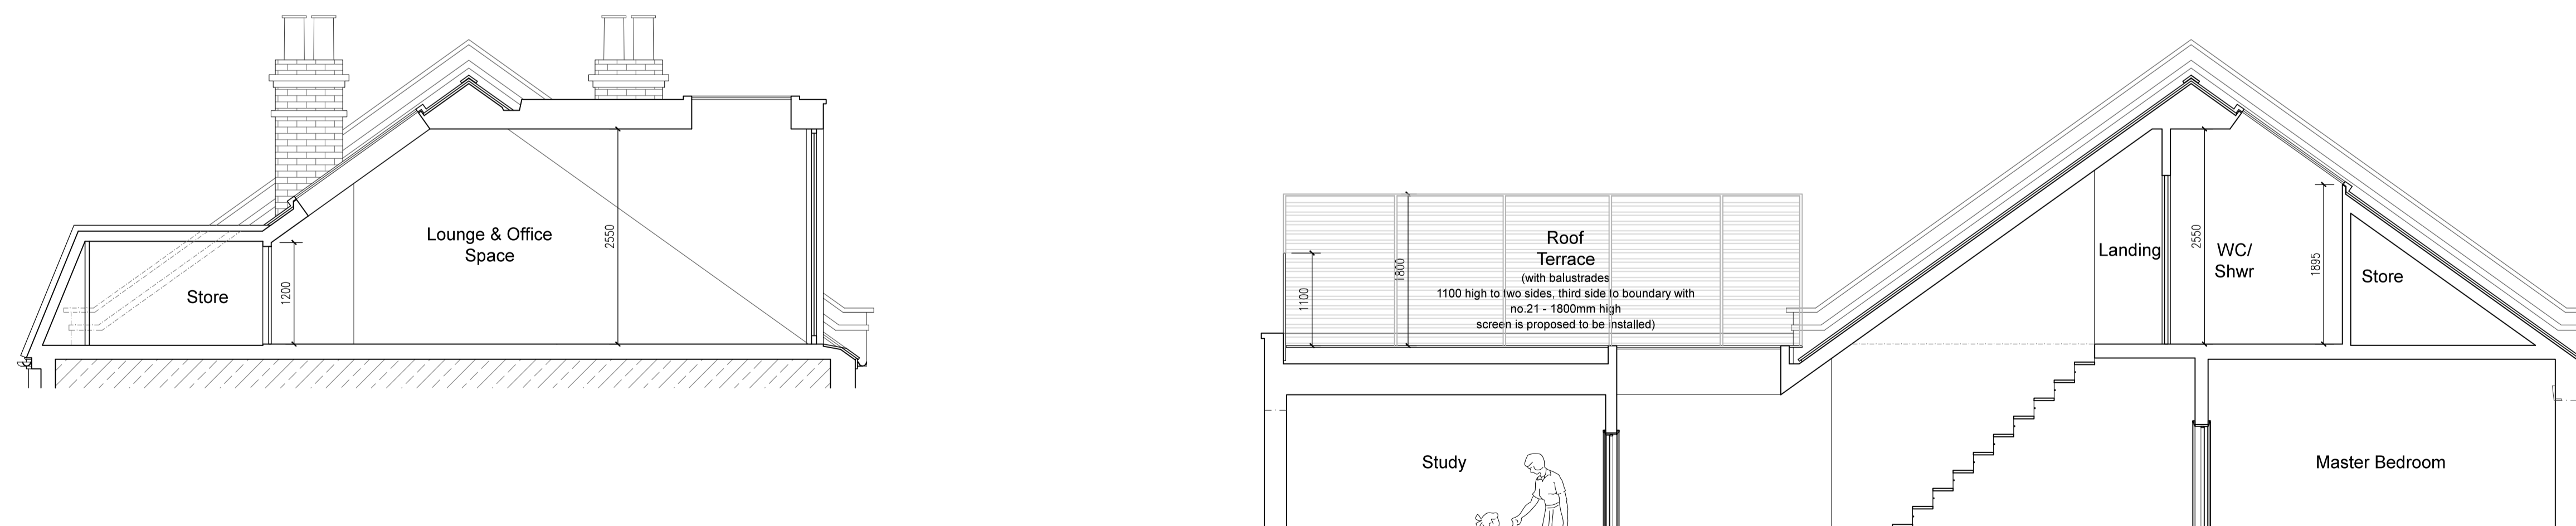 Lounge & Office
Space
2550
Store
1200
Roof
Terrace
(with balustrades
1100 high to two sides, third side to boundary with
no.21 - 1800mm high
screen is proposed to be installed)
1800
1100
Landing
2550
WC/
Shwr
1895
Store
Study
Master Bedroom